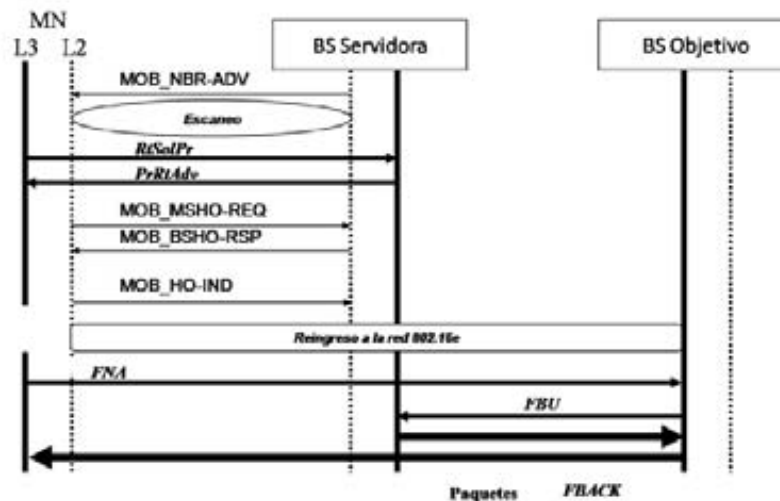 MN
L3 L2
BS Servidora
BS Objetivo
MOB_NBR-ADV
Escaneo
RtSolPr
PrRtAdv
MOB_MSHO-REQ
MOB_BSHO-RSP
MOB_HO-IND
Reingreso a la red 802.16e
FNA
FBU
Paquetes FBACK